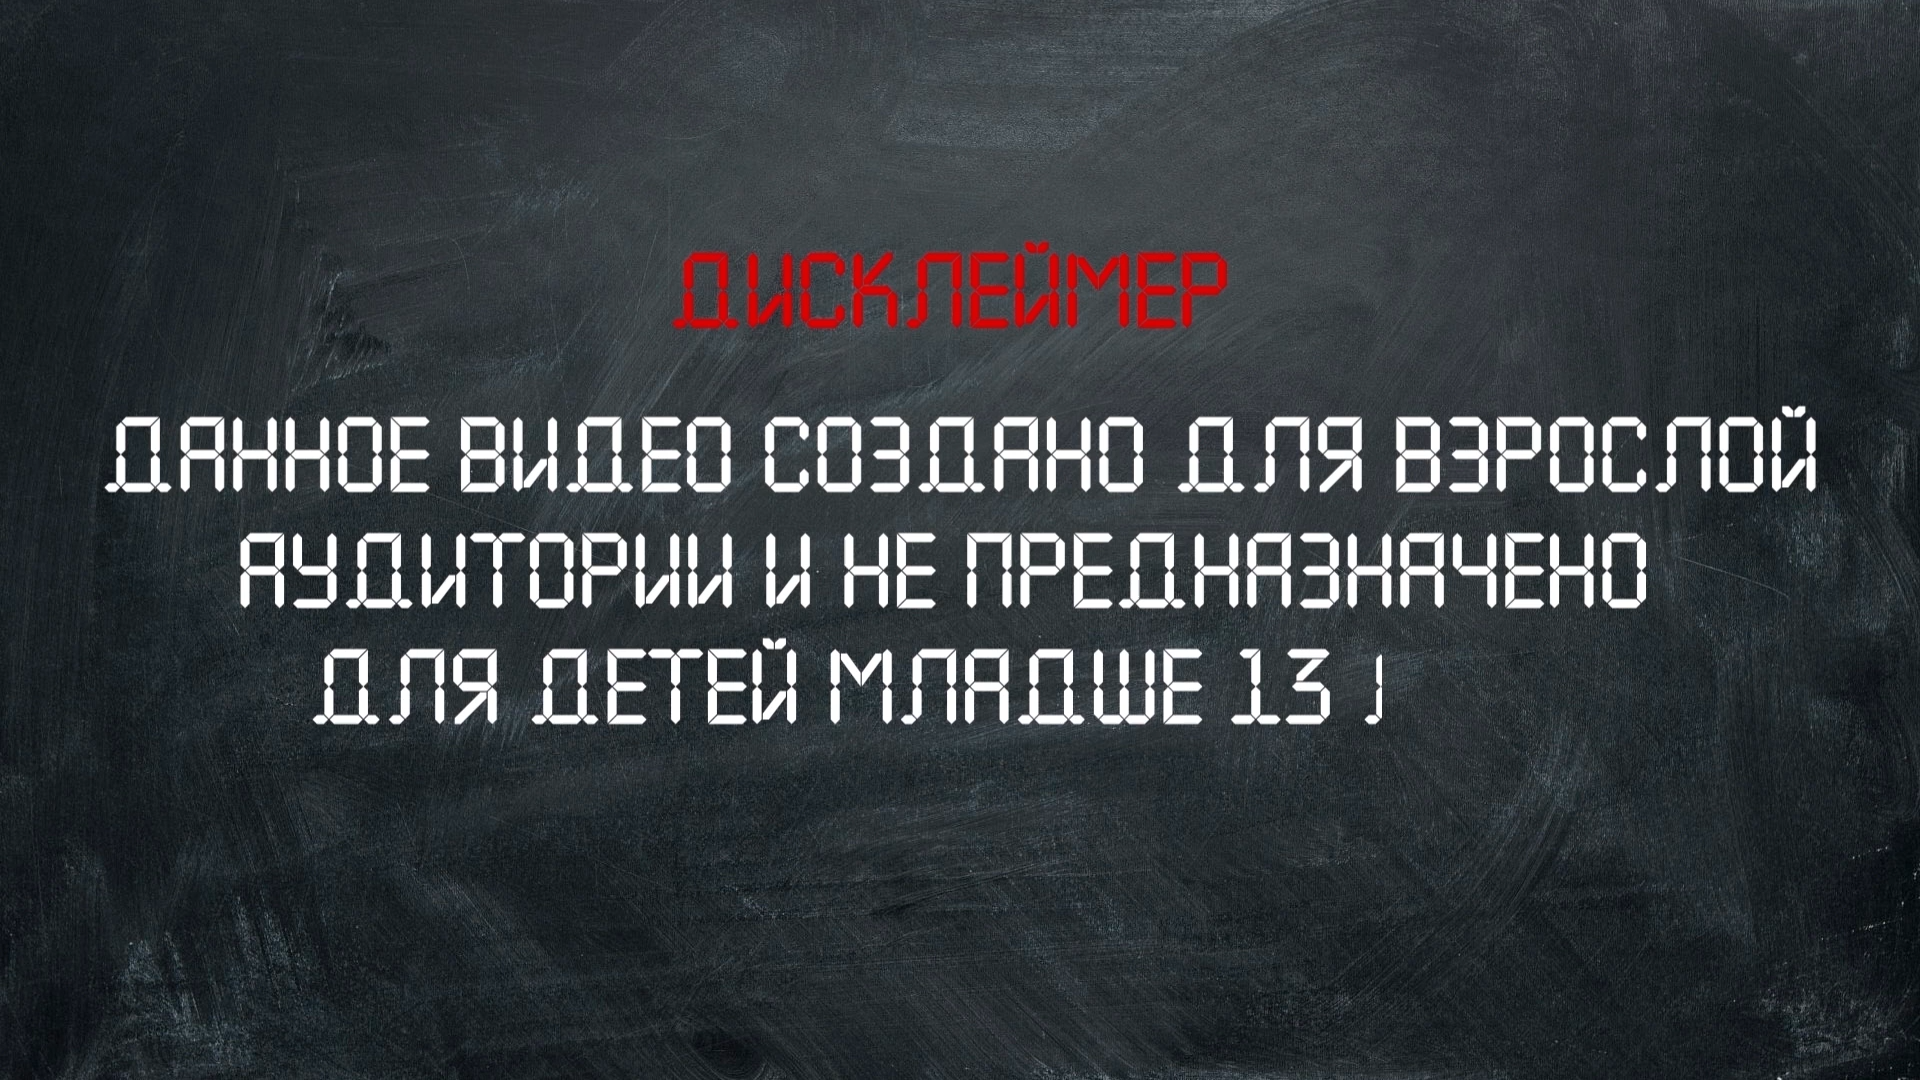 ДИСКЛЕЙМЕР
ДАННОЕ ВИДЕО СОЗДАНО ДЛЯ ВЗРОСЛОЙ
АУДИТОРИИ И НЕ ПРЕДНАЗНАЧЕНО
ДЛЯ ДЕТЕЙ МЛАДШЕ 13